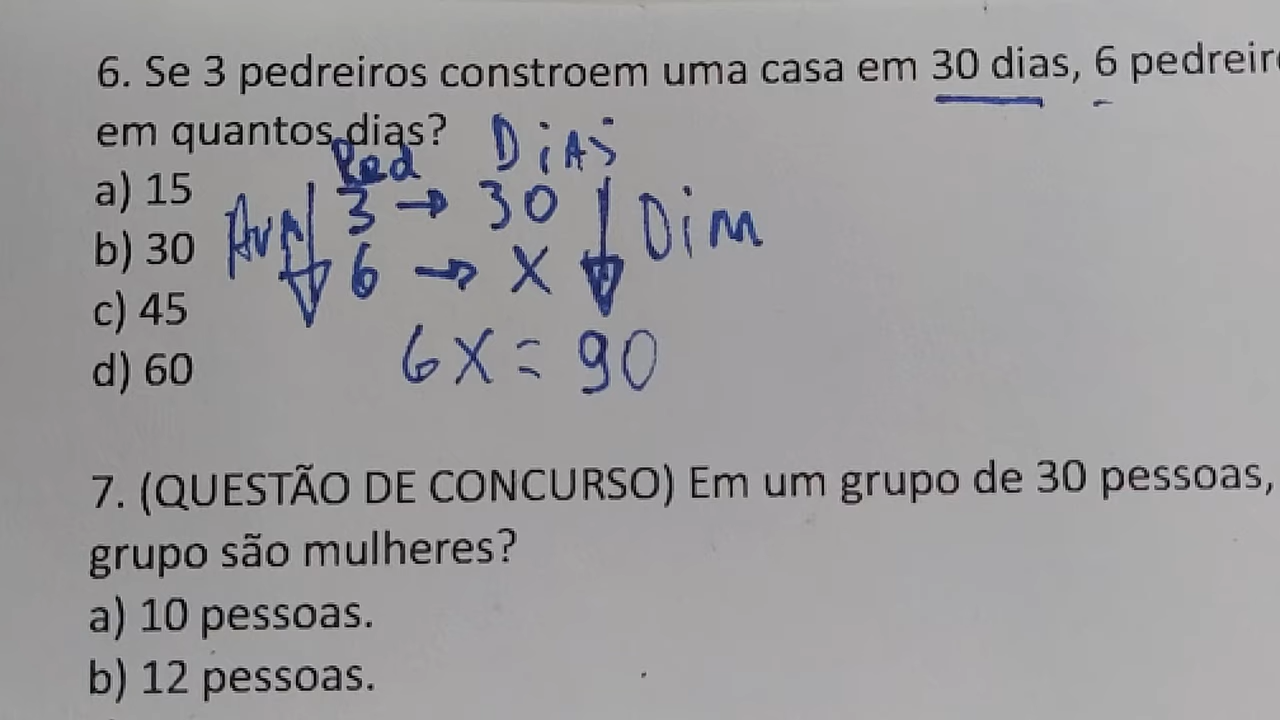 6. Se 3 pedreiros constroem uma casa em 30 dias, 6
em quantos dias?
Ped DiAS
a) 15
3 → 30
Dim
b) 30
6 → X
c) 45
6X = 90
d) 60
7. (QUESTÃO DE CONCURSO) Em um grupo de 30 pessoas,
grupo são mulheres?
a) 10 pessoas.
b) 12 pessoas.